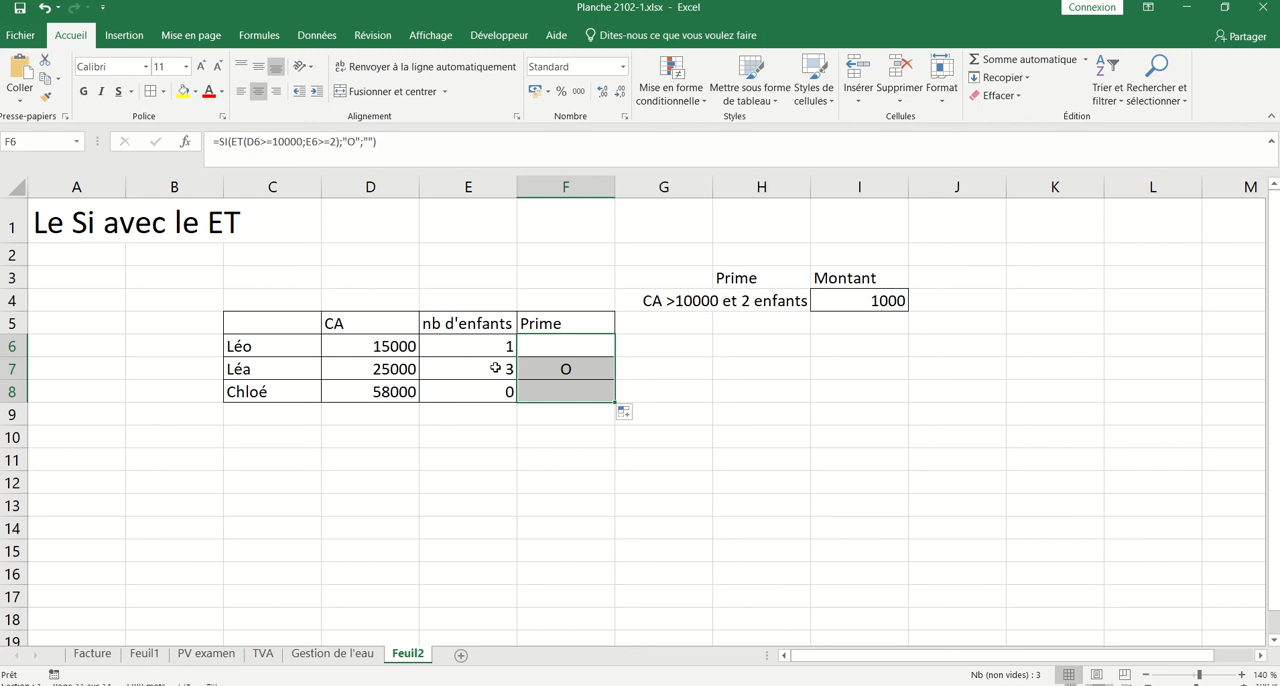 Planche 2102-1.xlsx - Excel
Connexion
Fichier Accueil Insertion Mise en page Formules Données Révision Affichage Développeur Aide Dites-nous ce que vous voulez faire Partager
Coller
Calibri 11
G I S
Renvoyer à la ligne automatiquement
Fusionner et centrer
Standard
% 000
Mise en forme conditionnelle
Mettre sous forme de tableau
Styles de cellules
Insérer Supprimer Format
Somme automatique
Recopier
Effacer
Trier et filtrer
Rechercher et sélectionner
Presse-papiers Police Alignement Nombre Styles Cellules Édition
F6 fx =SI(ET(D6>=10000;E6>=2);"O";"")
A B C D E F G H I J K L M
1 Le Si avec le ET
2
3 Prime Montant
4 CA >10000 et 2 enfants 1000
5 CA nb d'enfants Prime
6 Léo 15000 1
7 Léa 25000 3 O
8 Chloé 58000 0
9
10
11
12
13
14
15
16
17
18
19
Facture Feuil1 PV examen TVA Gestion de l'eau Feuil2
Prêt Nb (non vides) : 3 140 %